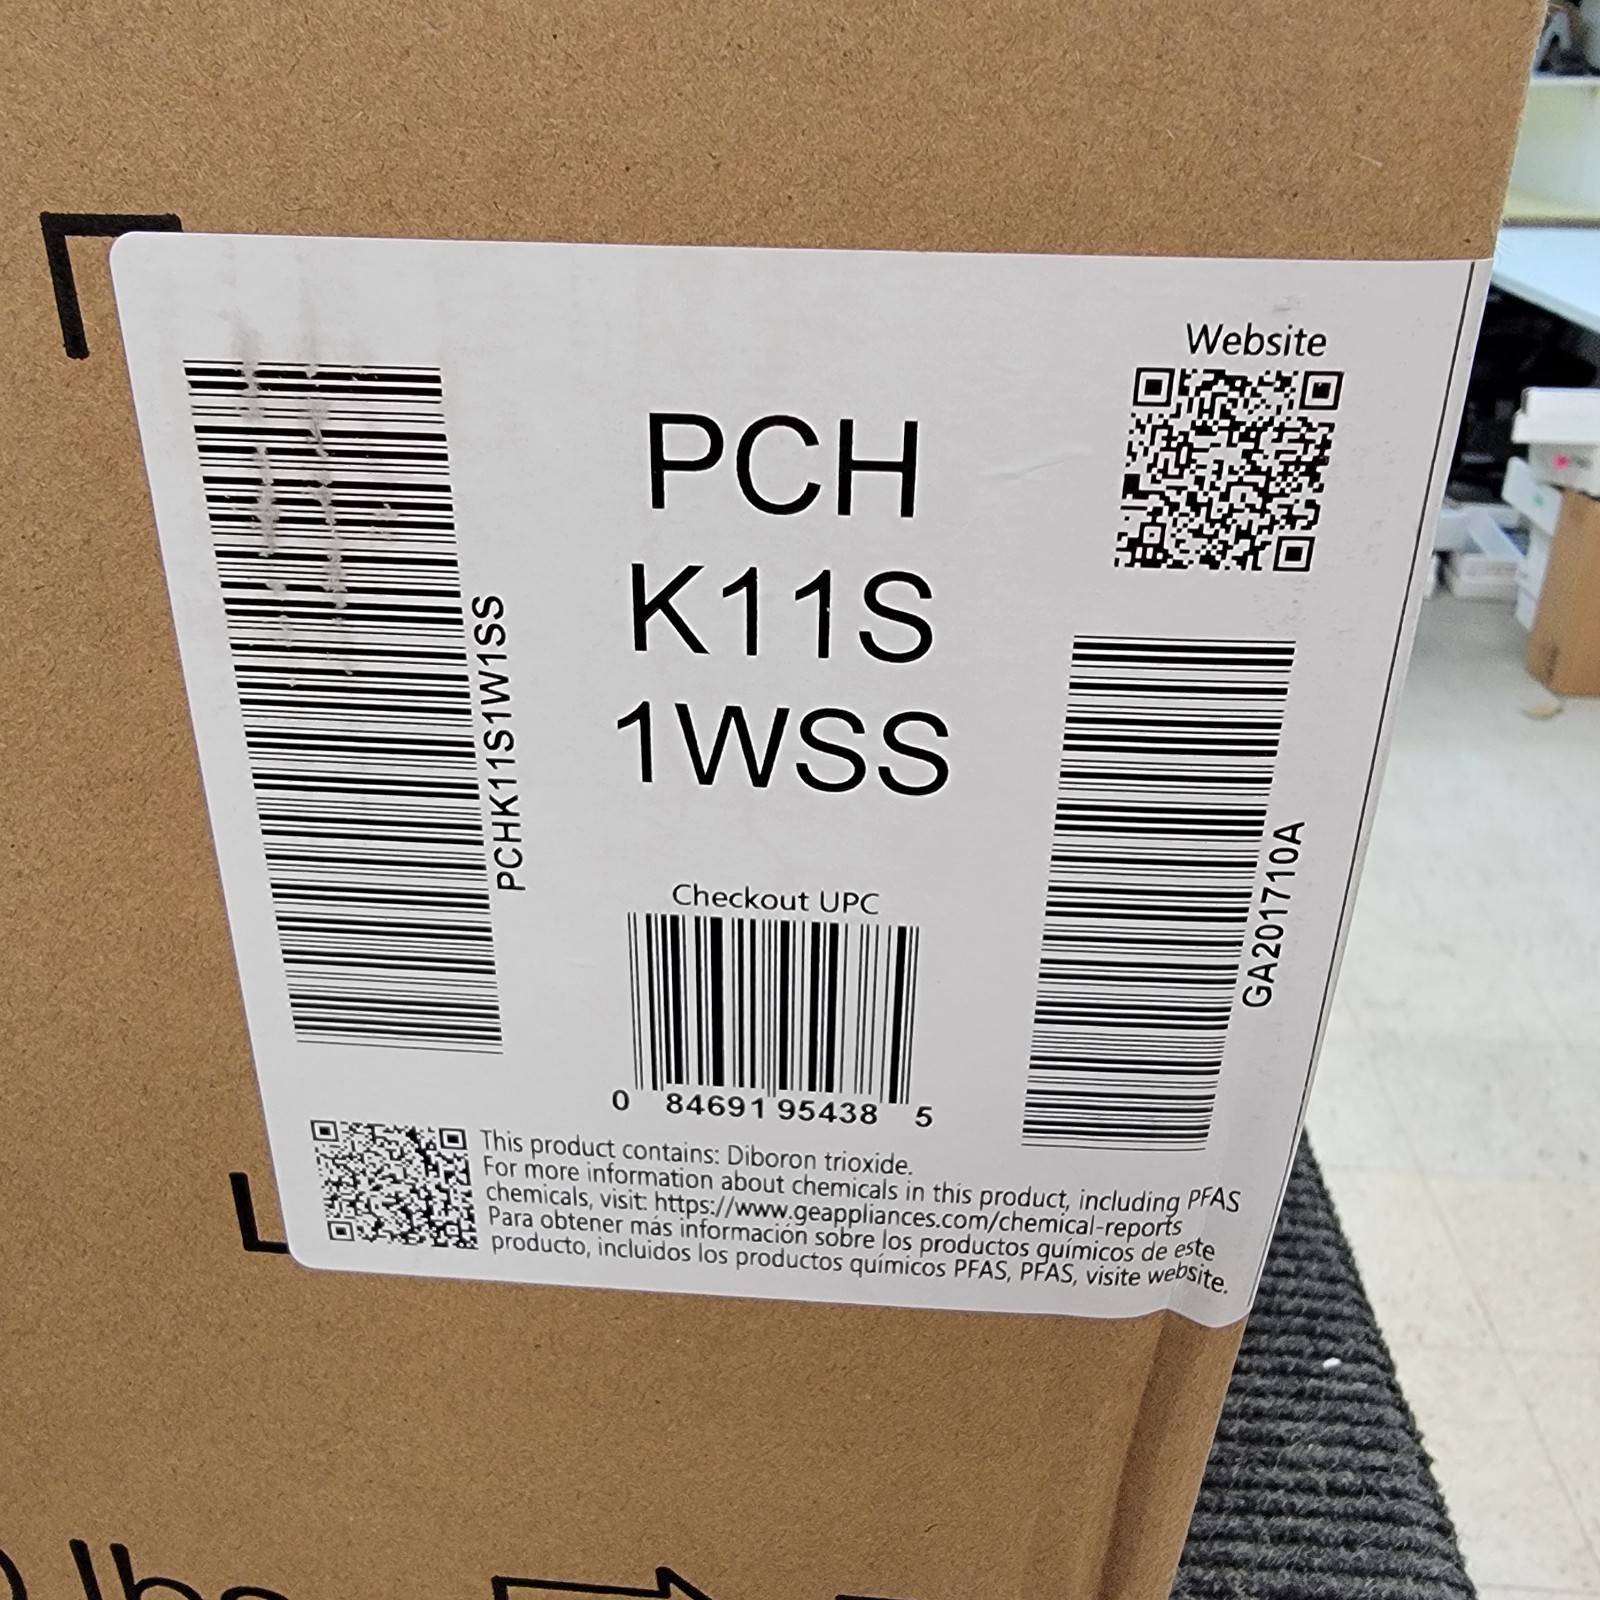 Website
PCH
K11S
1WSS
PCHK11S1W1SS
GA201710A
Checkout UPC
0 84691 95438 5
This product contains: Diboron trioxide.
For more information about chemicals in this product, including PFAS
chemicals, visit: https://www.geappliances.com/chemical-reports
Para obtener más información sobre los productos químicos de este
producto, incluidos los productos químicos PFAS, PFAS, visite website.
lbs